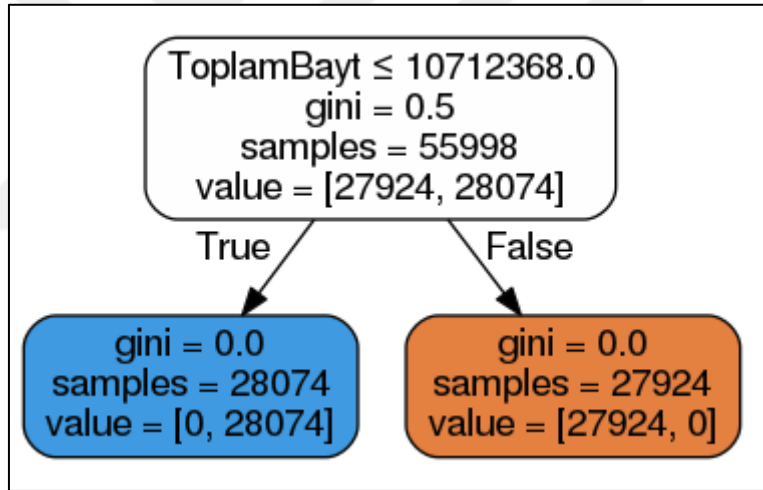 ToplamBayt ≤ 10712368.0
gini = 0.5
samples = 55998
value = [27924, 28074]
True
False
gini = 0.0
samples = 28074
value = [0, 28074]
gini = 0.0
samples = 27924
value = [27924, 0]